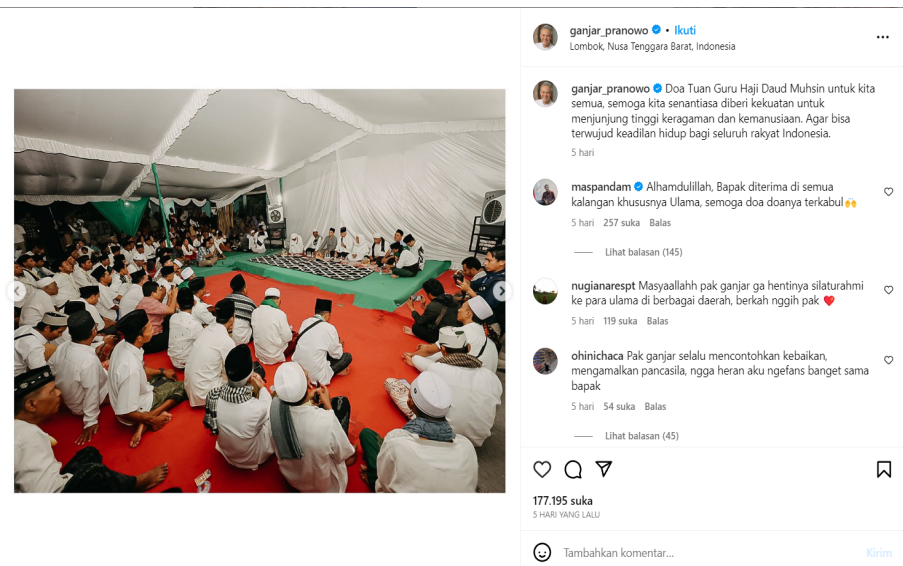 ganjar_pranowo • Ikuti
Lombok, Nusa Tenggara Barat, Indonesia
ganjar_pranowo Doa Tuan Guru Haji Daud Muhsin untuk kita
semua, semoga kita senantiasa diberi kekuatan untuk
menjunjung tinggi keragaman dan kemanusiaan. Agar bisa
terwujud keadilan hidup bagi seluruh rakyat Indonesia.
5 hari
maspandam Alhamdulillah, Bapak diterima di semua
kalangan khususnya Ulama, semoga doa doanya terkabul🙌
5 hari 257 suka Balas
Lihat balasan (145)
nugianarespt Masyaallahh pak ganjar ga hentinya silaturahmi
ke para ulama di berbagai daerah, berkah nggih pak ❤️
5 hari 119 suka Balas
ohinichaca Pak ganjar selalu mencontohkan kebaikan,
mengamalkan pancasila, ngga heran aku ngefans banget sama
bapak
5 hari 54 suka Balas
Lihat balasan (45)
177.195 suka
5 HARI YANG LALU
Tambahkan komentar...
Kirim